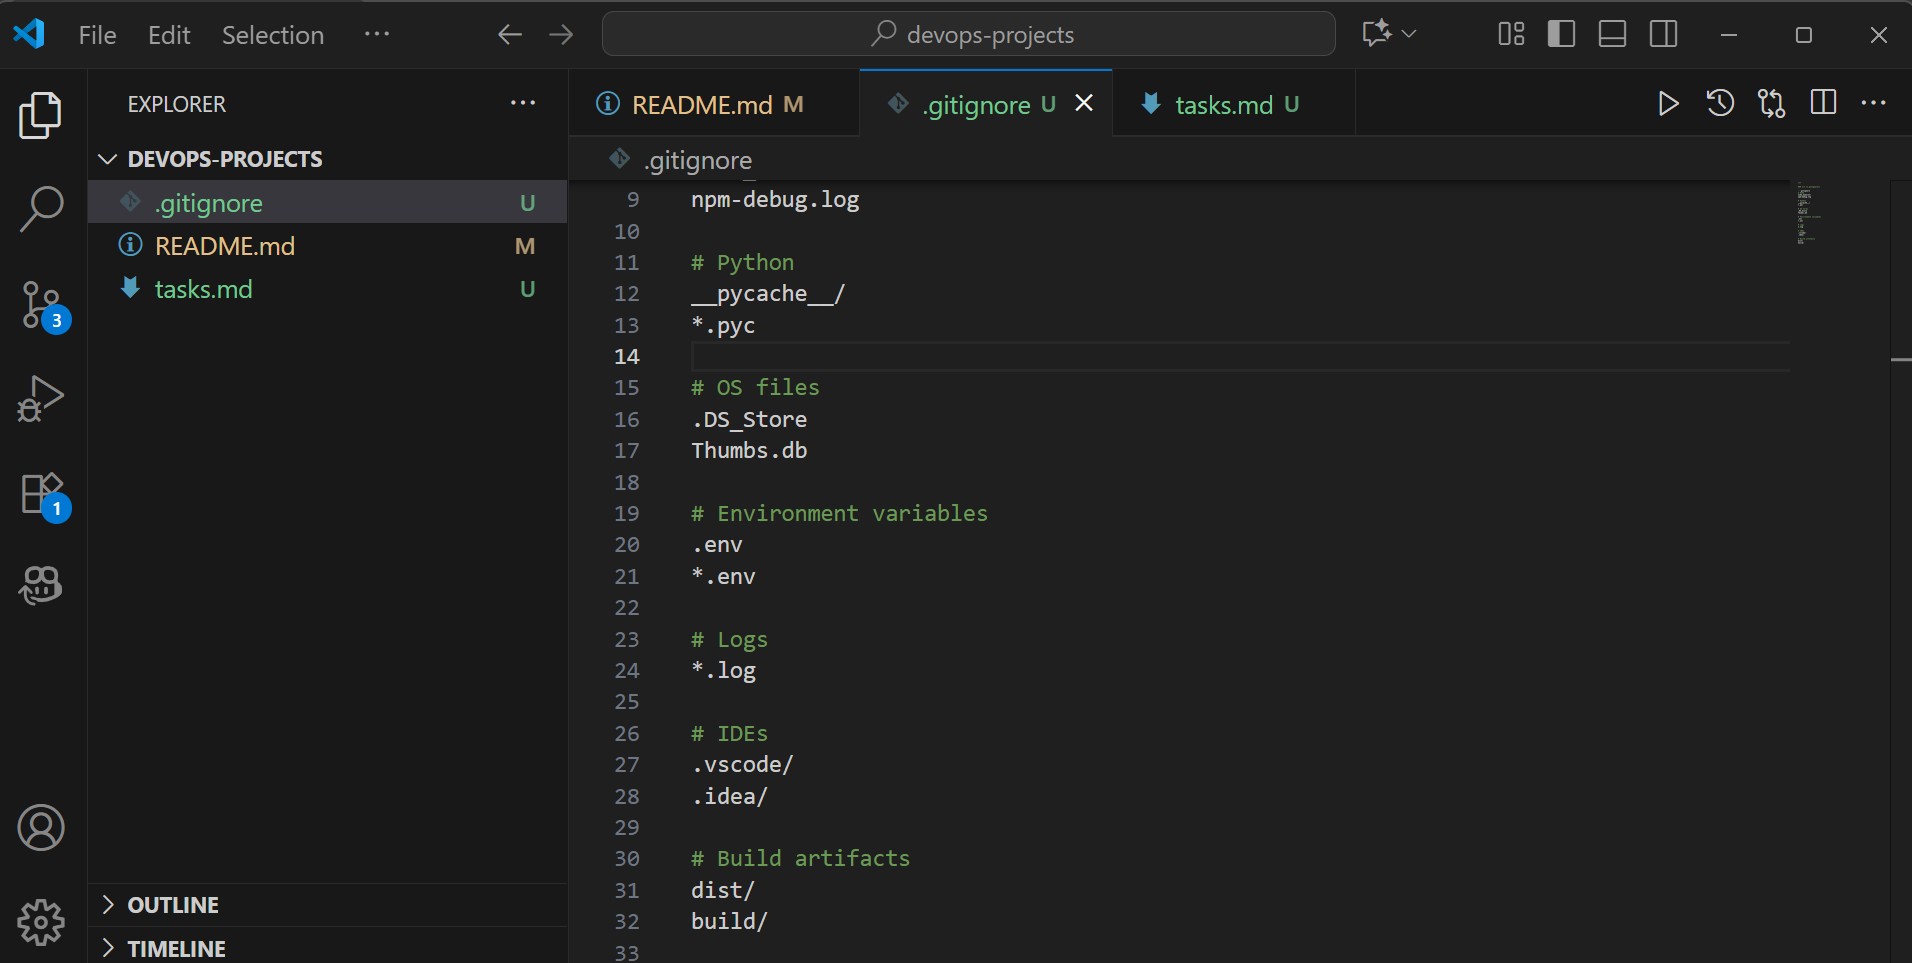 File Edit Selection ··· devops-projects
EXPLORER ···
DEVOPS-PROJECTS
.gitignore U
README.md M
tasks.md U
3
1
OUTLINE
TIMELINE
README.md M .gitignore U tasks.md U ···
.gitignore
9 npm-debug.log
10
11 # Python
12 __pycache__/
13 *.pyc
14
15 # OS files
16 .DS_Store
17 Thumbs.db
18
19 # Environment variables
20 .env
21 *.env
22
23 # Logs
24 *.log
25
26 # IDEs
27 .vscode/
28 .idea/
29
30 # Build artifacts
31 dist/
32 build/
33